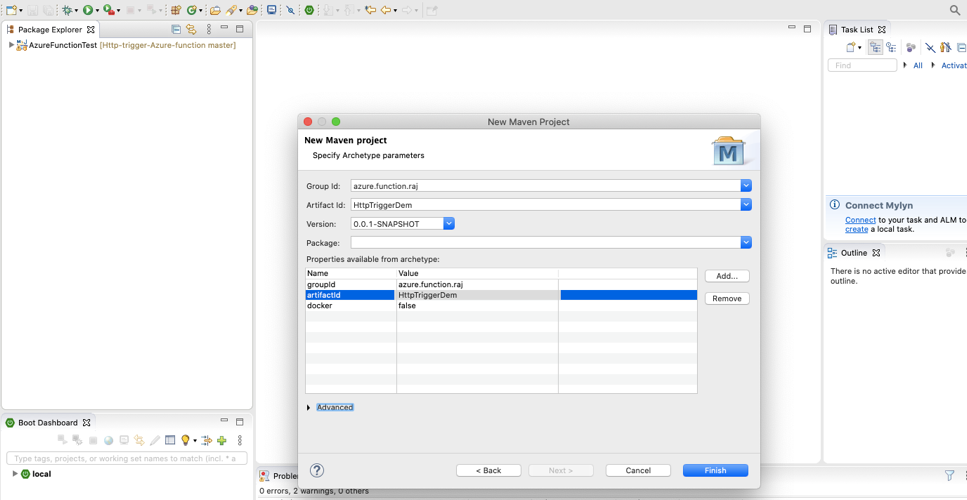 Package Explorer
AzureFunctionTest [Http-trigger-Azure-function master]
Task List
Find
All
Activat
New Maven Project
New Maven project
Specify Archetype parameters
M
Group Id:
azure.function.raj
Artifact Id:
HttpTriggerDem
Version:
0.0.1-SNAPSHOT
Package:
Properties available from archetype:
Name Value
groupId azure.function.raj
artifactId HttpTriggerDem
docker false
Add...
Remove
Advanced
? < Back Next > Cancel Finish
Connect Mylyn
Connect to your task and ALM to
create a local task.
Outline
There is no active editor that provide
outline.
Boot Dashboard
Type tags, projects, or working set names to match (incl. * a
local
Probler
0 errors, 2 warnings, 0 others